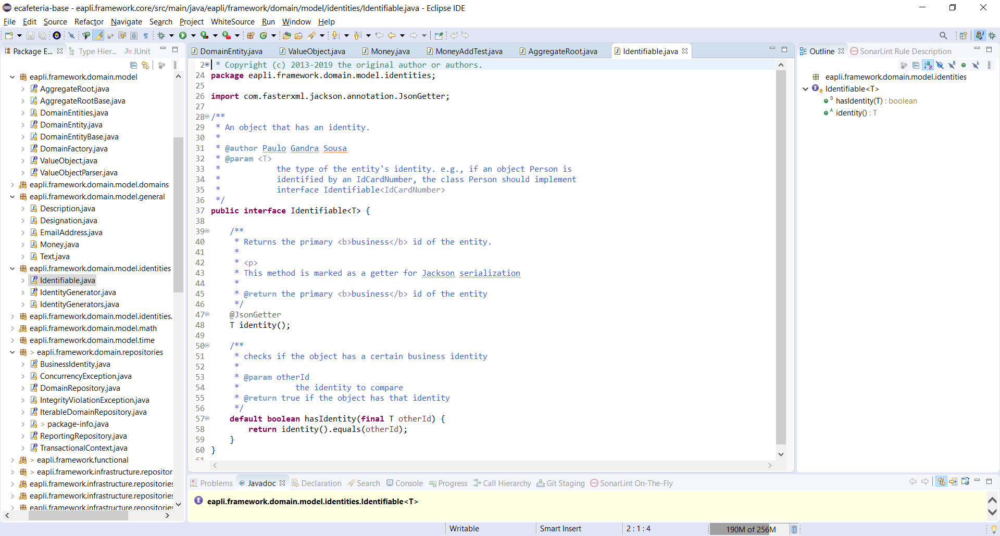 ecafeteria-base - eapli.framework.core/src/main/java/eapli/framework/domain/model/identities/Identifiable.java - Eclipse IDE
File Edit Source Refactor Navigate Search Project WhiteSource Run Window Help
Package E... Type Hier... JUnit
eapli.framework.domain.model
AggregateRoot.java
AggregateRootBase.java
DomainEntities.java
DomainEntity.java
DomainEntityBase.java
DomainFactory.java
ValueObject.java
ValueObjectParser.java
eapli.framework.domain.model.domains
eapli.framework.domain.model.general
Description.java
Designation.java
EmailAddress.java
Money.java
Text.java
eapli.framework.domain.model.identities
Identifiable.java
IdentityGenerator.java
IdentityGenerators.java
eapli.framework.domain.model.identities.
eapli.framework.domain.model.math
eapli.framework.domain.model.time
> eapli.framework.domain.repositories
BusinessIdentity.java
ConcurrencyException.java
DomainRepository.java
IntegrityViolationException.java
IterableDomainRepository.java
> package-info.java
ReportingRepository.java
TransactionalContext.java
> eapli.framework.functional
> eapli.framework.infrastructure.repositor
eapli.framework.infrastructure.repositories
eapli.framework.infrastructure.repositories
eapli.framework.infrastructure.repositories
DomainEntity.java ValueObject.java Money.java MoneyAddTest.java AggregateRoot.java Identifiable.java
2 * Copyright (c) 2013-2019 the original author or authors.
24 package eapli.framework.domain.model.identities;
25
26 import com.fasterxml.jackson.annotation.JsonGetter;
27
28 /**
29 * An object that has an identity.
30 *
31 * @author Paulo Gandra Sousa
32 * @param <T>
33 * the type of the entity's identity. e.g., if an object Person is
34 * identified by an IdCardNumber, the class Person should implement
35 * interface Identifiable<IdCardNumber>
36 */
37 public interface Identifiable<T> {
38
39 /**
40 * Returns the primary <b>business</b> id of the entity.
41 *
42 * <p>
43 * This method is marked as a getter for Jackson serialization
44 *
45 * @return the primary <b>business</b> id of the entity
46 */
47 @JsonGetter
48 T identity();
49
50 /**
51 * checks if the object has a certain business identity
52 *
53 * @param otherId
54 * the identity to compare
55 * @return true if the object has that identity
56 */
57 default boolean hasIdentity(final T otherId) {
58 return identity().equals(otherId);
59 }
60 }
61
Outline SonarLint Rule Description
eapli.framework.domain.model.identities
Identifiable<T>
hasIdentity(T) : boolean
identity() : T
Problems @ Javadoc Declaration Search Console Progress Call Hierarchy Git Staging SonarLint On-The-Fly
eapli.framework.domain.model.identities.Identifiable<T>
Writable Smart Insert 2 : 1 : 4 190M of 256M